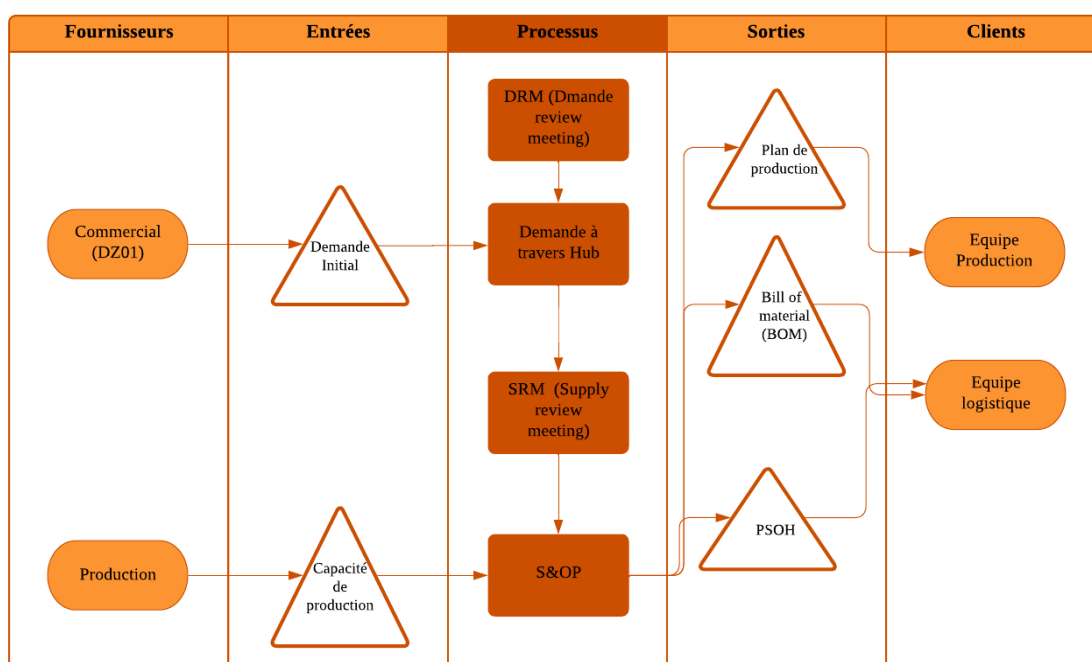 Fournisseurs
Entrées
Processus
Sorties
Clients
DRM (Dmande
review
meeting)
Plan de
production
Commercial
(DZ01)
Demande
Initial
Demande à
travers Hub
Equipe
Production
Bill of
material
(BOM)
SRM (Supply
review
meeting)
Equipe
logistique
PSOH
Production
Capacité
de
production
S&OP